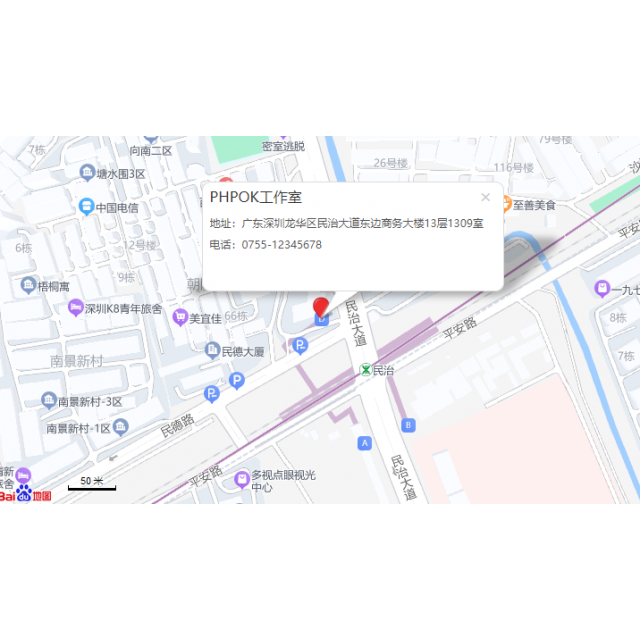 7栋
向南二区
密室逃脱
26号楼
79号楼
116号楼
塘水围3区
中国电信
至善美食
PHPOK工作室
地址：广东深圳龙华区民治大道东边商务大楼13层1309室
电话：0755-12345678
6栋
12号楼
9栋
梧桐寓
深圳K8青年旅舍
美宜佳
66栋
民德大厦
南景新村
南景新村-3区
南景新村-1区
民德路
平安路
民治大道
民治
平安路
一九七
8栋
7栋
P
P
P
A
B
多视点眼视光
中心
民治大道
50 米
Bai du 地图